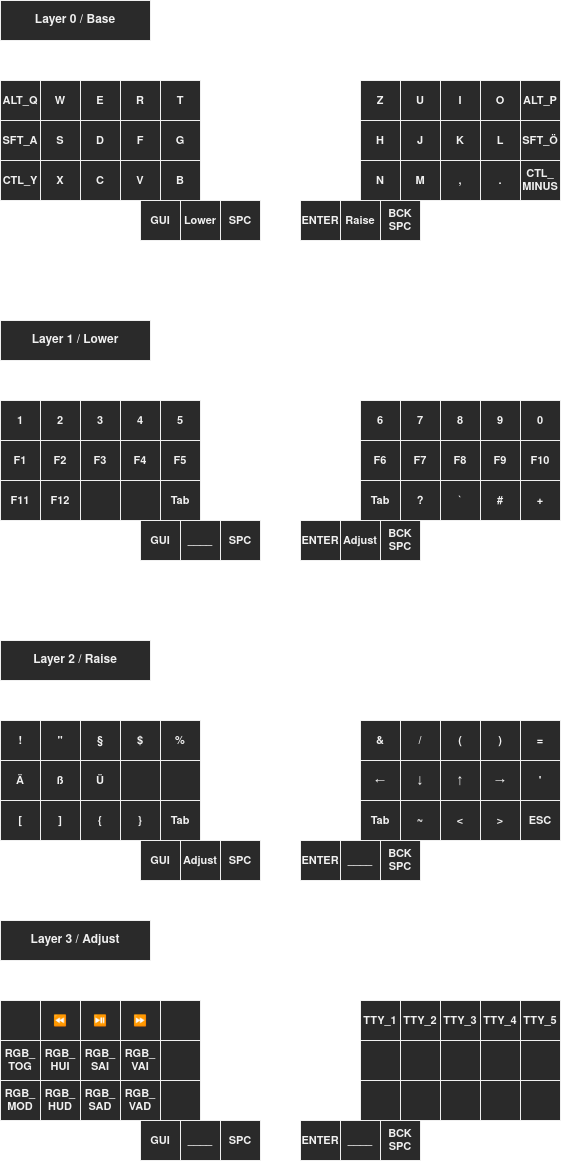 Layer 0 / Base
ALT_Q W E R T Z U I O ALT_P
SFT_A S D F G H J K L SFT_Ö
CTL_Y X C V B N M , . CTL_
MINUS
GUI Lower SPC ENTER Raise BCK
SPC
Layer 1 / Lower
1 2 3 4 5 6 7 8 9 0
F1 F2 F3 F4 F5 F6 F7 F8 F9 F10
F11 F12 Tab Tab ? ` # +
GUI ____ SPC ENTER Adjust BCK
SPC
Layer 2 / Raise
! " § $ % & / ( ) =
Ä ß Ü ← ↓ ↑ → '
[ ] { } Tab Tab ~ < > ESC
GUI Adjust SPC ENTER ____ BCK
SPC
Layer 3 / Adjust
⏪ ⏯ ⏩ TTY_1 TTY_2 TTY_3 TTY_4 TTY_5
RGB_ RGB_ RGB_ RGB_
TOG HUI SAI VAI
RGB_ RGB_ RGB_ RGB_
MOD HUD SAD VAD
GUI ____ SPC ENTER ____ BCK
SPC